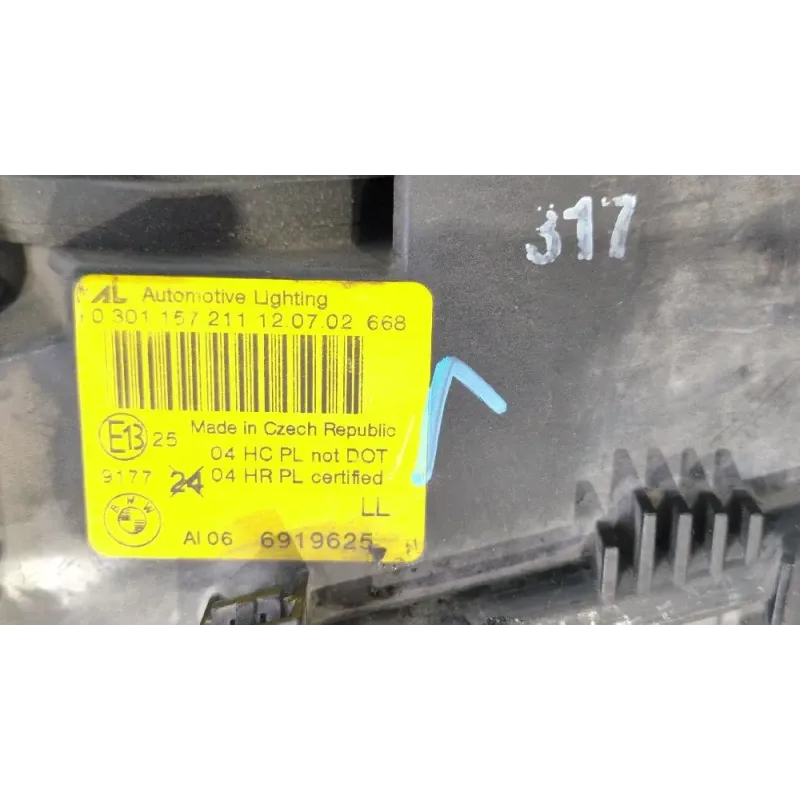 317
AL Automotive Lighting
0 301 157 211 12.07.02 668
Made in Czech Republic
E13 25
04 HC PL not DOT
9177 24 04 HR PL certified
BMW
LL
AI 06 6919625